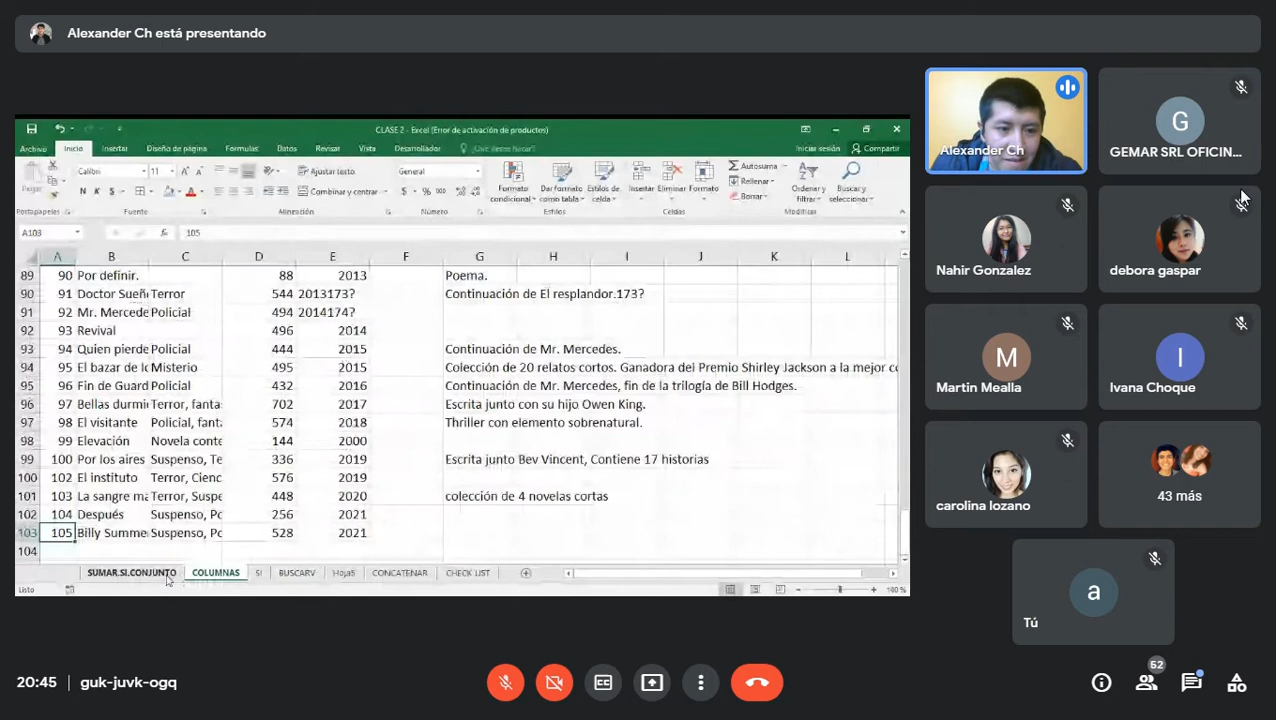 Alexander Ch está presentando
CLASE 2 - Excel (Error de activación de productos)
Archivo Inicio Insertar Diseño de página Fórmulas Datos Revisar Vista Desarrollador ¿Qué desea hacer? Iniciar sesión Compartir
Pegar Calibri 11 Ajustar texto General Formato condicional Dar formato como tabla Estilos de celda Insertar Eliminar Formato Autosuma Rellenar Borrar Ordenar y filtrar Buscar y seleccionar
N K S Combinar y centrar % 000
Portapapeles Fuente Alineación Número Estilos Celdas Modificar
A103 fx 105
A B C D E F G H I J K L
89 90 Por definir. 88 2013 Poema.
90 91 Doctor Sueñ Terror 544 2013173? Continuación de El resplandor.173?
91 92 Mr. Mercede Policial 494 2014174?
92 93 Revival 496 2014
93 94 Quien pierde Policial 444 2015 Continuación de Mr. Mercedes.
94 95 El bazar de lo Misterio 495 2015 Colección de 20 relatos cortos. Ganadora del Premio Shirley Jackson a la mejor co
95 96 Fin de Guard Policial 432 2016 Continuación de Mr. Mercedes, fin de la trilogía de Bill Hodges.
96 97 Bellas durmi Terror, fanta 702 2017 Escrita junto con su hijo Owen King.
97 98 El visitante Policial, fant 574 2018 Thriller con elemento sobrenatural.
98 99 Elevación Novela conte 144 2000
99 100 Por los aires Suspenso, Te 336 2019 Escrita junto Bev Vincent, Contiene 17 historias
100 102 El instituto Terror, Cienc 576 2019
101 103 La sangre ma Terror, Suspe 448 2020 colección de 4 novelas cortas
102 104 Después Suspenso, Po 256 2021
103 105 Billy Summe Suspenso, Po 528 2021
104
SUMAR.SI.CONJUNTO COLUMNAS SI BUSCARV Hoja5 CONCATENAR CHECK LIST
Listo 100 %
Alexander Ch
G
GEMAR SRL OFICIN...
Nahir Gonzalez
debora gaspar
M
Martin Mealla
I
Ivana Choque
carolina lozano
43 más
a
Tú
20:45 guk-juvk-ogq
CC
52